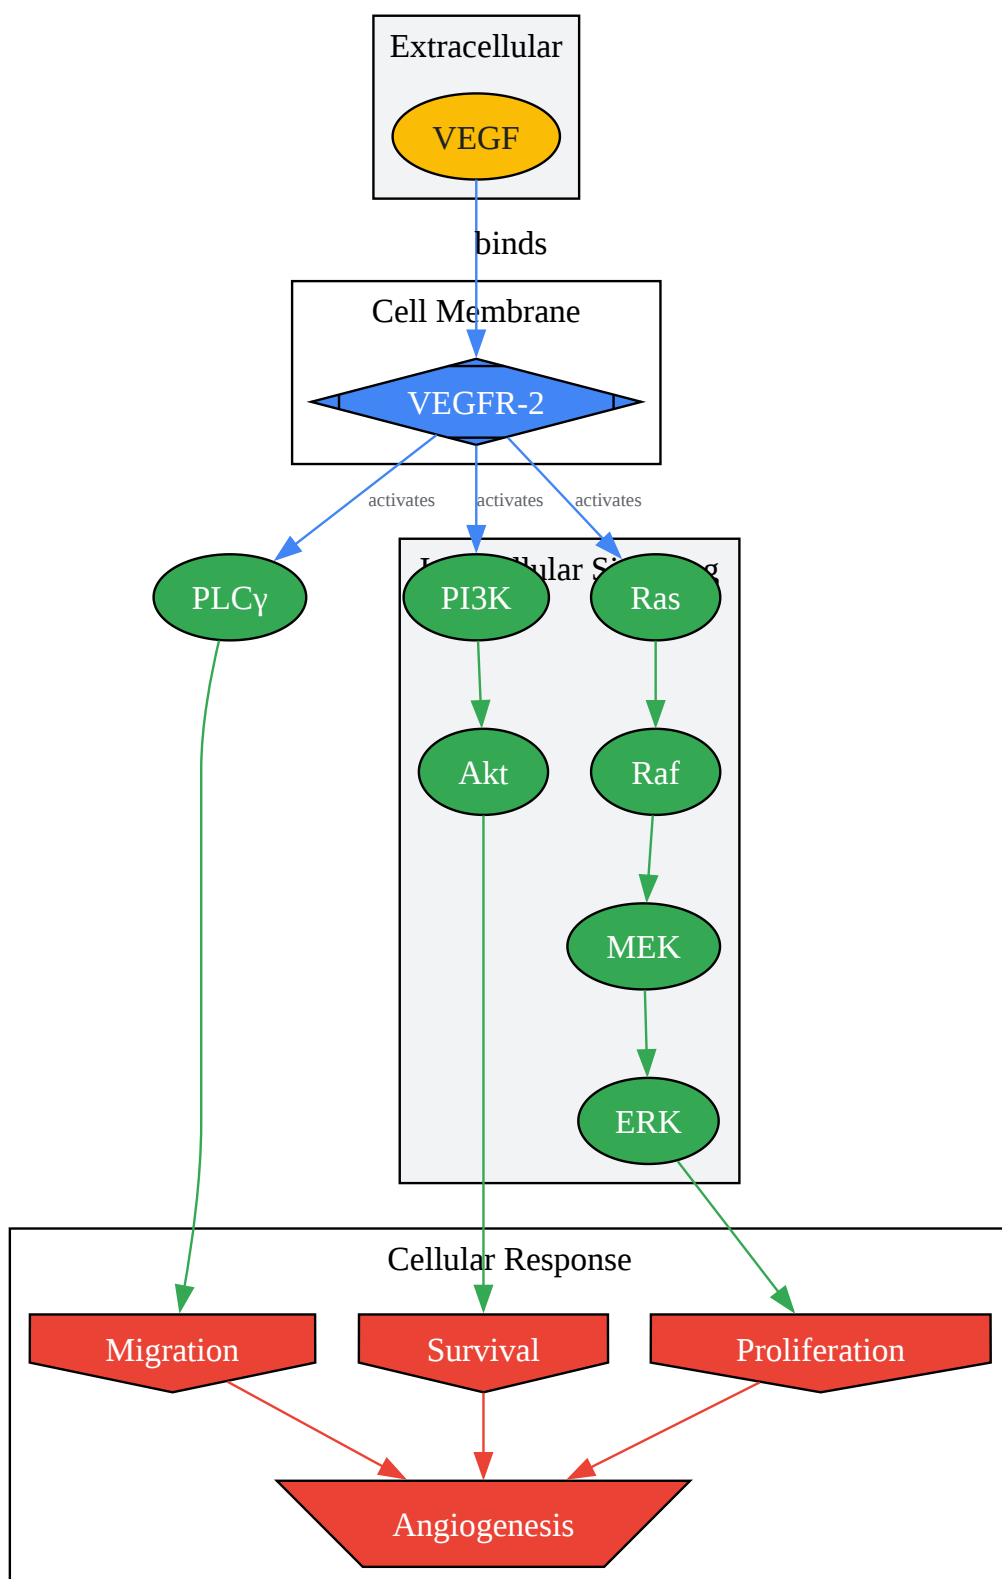 Extracellular
VEGF
binds
Cell Membrane
VEGFR-2
activates
activates
activates
PLCγ
PI3K
Ras
Akt
Raf
MEK
ERK
Cellular Response
Migration
Survival
Proliferation
Angiogenesis